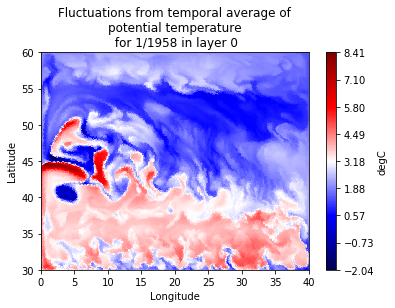 Fluctuations from temporal average of
potential temperature
for 1/1958 in layer 0
60
55
50
45
40
35
30
Latitude
0 5 10 15 20 25 30 35 40
Longitude
8.41
7.10
5.80
4.49
3.18
1.88
0.57
−0.73
−2.04
degC